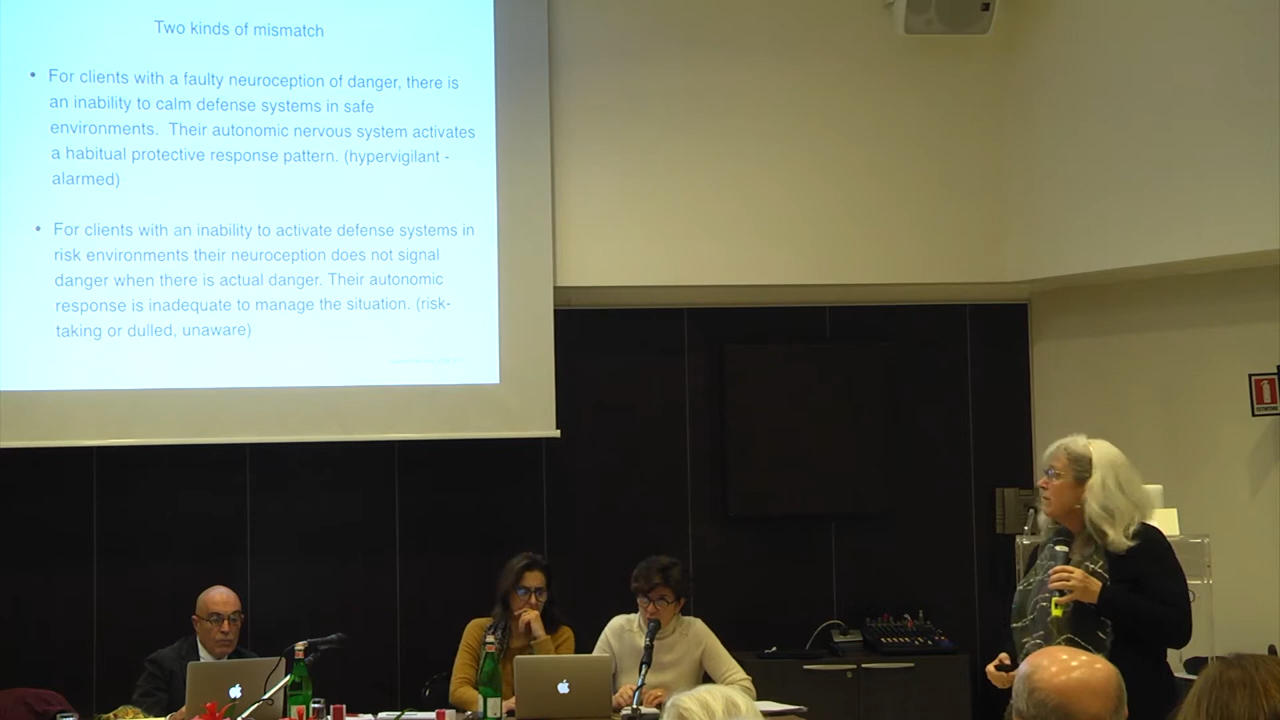 Two kinds of mismatch
• For clients with a faulty neuroception of danger, there is
an inability to calm defense systems in safe
environments. Their autonomic nervous system activates
a habitual protective response pattern. (hypervigilant -
alarmed)
• For clients with an inability to activate defense systems in
risk environments their neuroception does not signal
danger when there is actual danger. Their autonomic
response is inadequate to manage the situation. (risk-
taking or dulled, unaware)